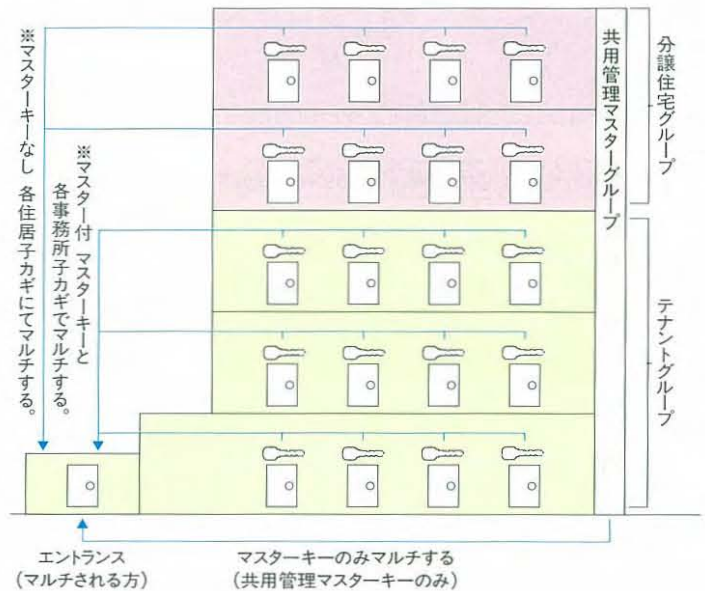 ※マスターキーなし 各住居子カギにてマルチする。
※マスター付 マスターキーと
各事務所子カギでマルチする。
共用管理マスターグループ
分譲住宅グループ
テナントグループ
エントランス
(マルチされる方)
マスターキーのみマルチする
(共用管理マスターキーのみ)